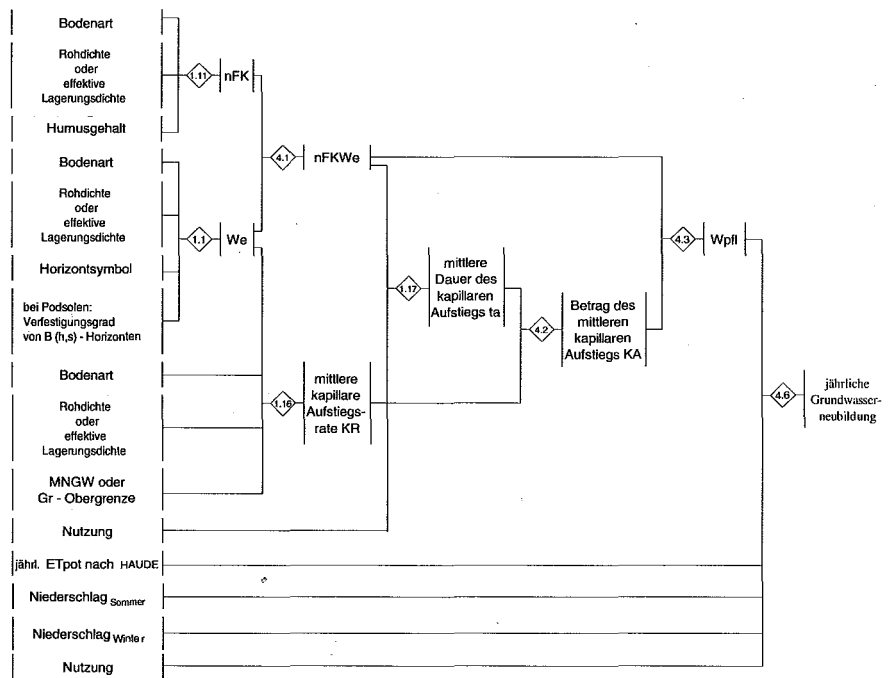 Bodenart
Rohdichte
oder
effektive
Lagerungsdichte
1.11
nFK
Humusgehalt
Bodenart
4.1
nFKWe
Rohdichte
oder
effektive
Lagerungsdichte
1.1
We
4.3
Wpfl
Horizontsymbol
mittlere
Dauer des
kapillaren
Aufstiegs ta
1.17
bei Podsolen:
Verfestigungsgrad
von B (h,s) - Horizonten
4.2
Betrag des
mittleren
kapillaren
Aufstiegs KA
Bodenart
Rohdichte
oder
effektive
Lagerungsdichte
1.16
mittlere
kapillare
Aufstiegs-
rate KR
4.6
jährliche
Grundwasser-
neubildung
MNGW oder
Gr - Obergrenze
Nutzung
jährl. ETpot nach HAUDE
Niederschlag Sommer
Niederschlag Winter
Nutzung